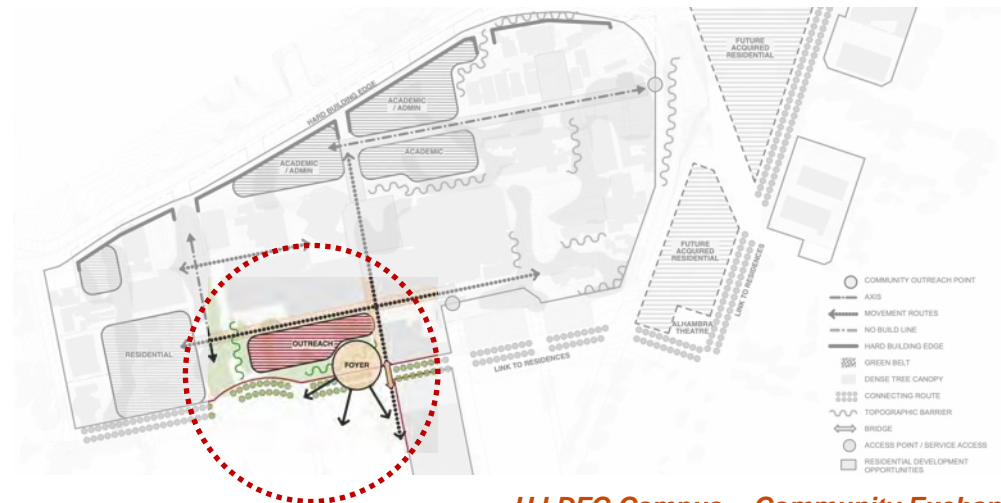 FUTURE
ACQUIRED
RESIDENTIAL
HARD BUILDING EDGE
ACADEMIC
/ ADMIN
ACADEMIC
ACADEMIC
/ ADMIN
FUTURE
ACQUIRED
RESIDENTIAL
LINK TO RESIDENCES
ALHAMBRA
THEATRE
RESIDENTIAL
OUTREACH
FOYER
LINK TO RESIDENCES
COMMUNITY OUTREACH POINT
AXIS
MOVEMENT ROUTES
NO BUILD LINE
HARD BUILDING EDGE
GREEN BELT
DENSE TREE CANOPY
CONNECTING ROUTE
TOPOGRAPHIC BARRIER
BRIDGE
ACCESS POINT / SERVICE ACCESS
RESIDENTIAL DEVELOPMENT
OPPORTUNITIES
Campus – Community